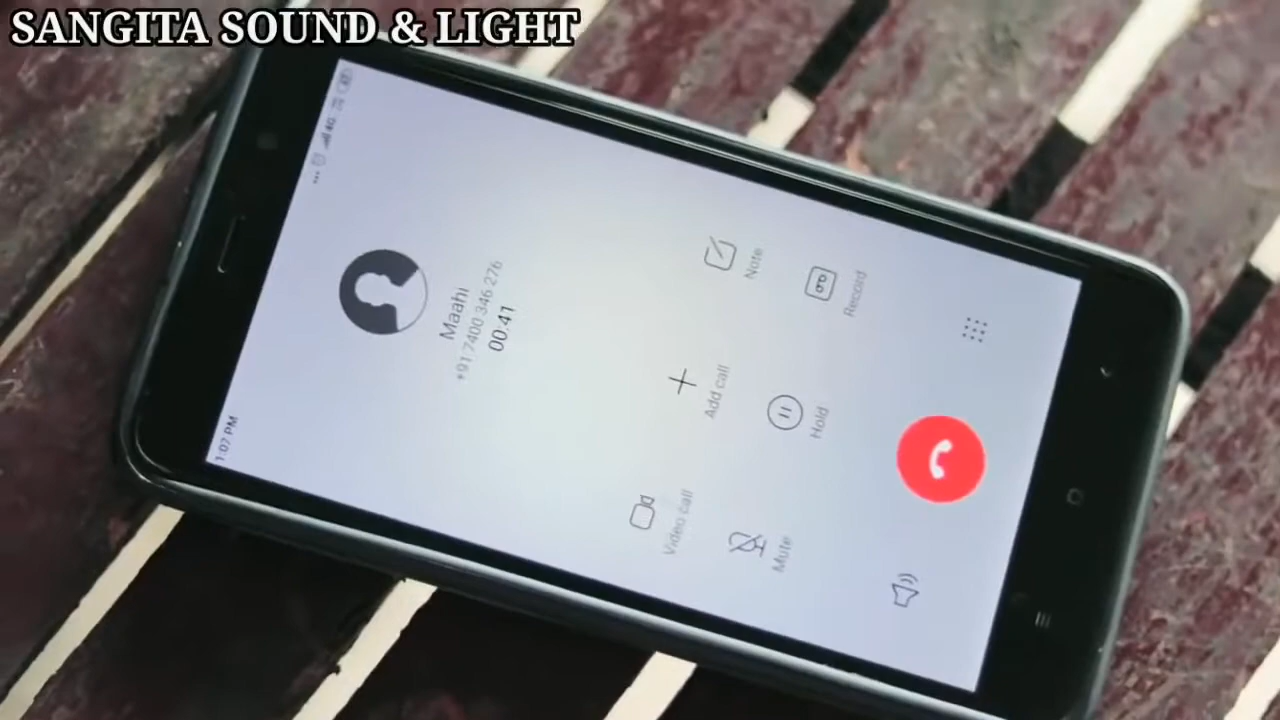 SANGITA SOUND & LIGHT
1:07 PM
4G
Maahi
+91 7400 346 276
00:41
Note
Add call
Video call
Record
Hold
Mute